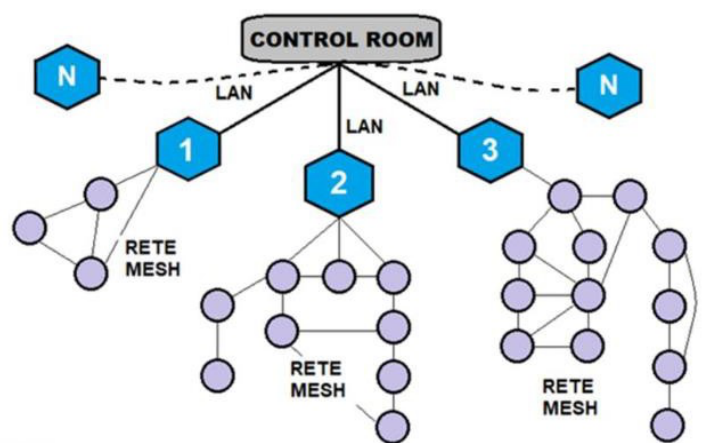 CONTROL ROOM
N
LAN
LAN
N
LAN
1
2
3
RETE
MESH
RETE
MESH
RETE
MESH